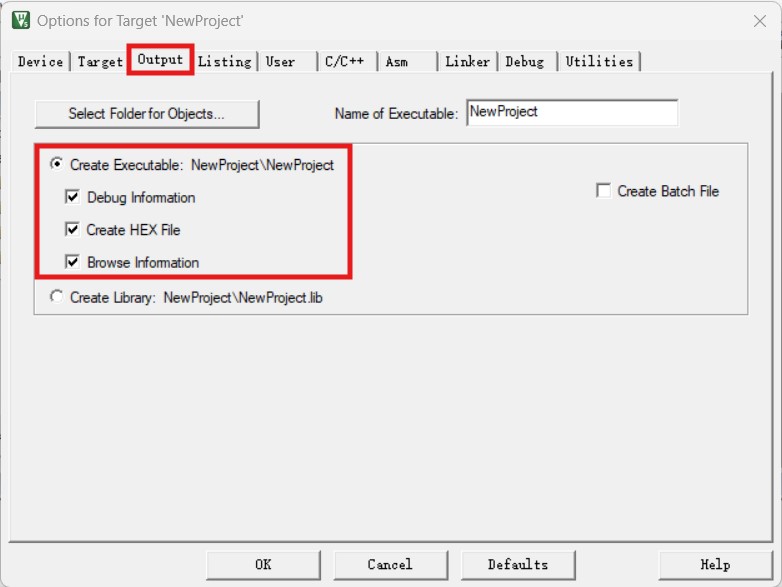 Options for Target 'NewProject'
Device Target Output Listing User C/C++ Asm Linker Debug Utilities
Select Folder for Objects... Name of Executable: NewProject
Create Executable: NewProject\NewProject
Debug Information
Create Batch File
Create HEX File
Browse Information
Create Library: NewProject\NewProject.lib
OK Cancel Defaults Help